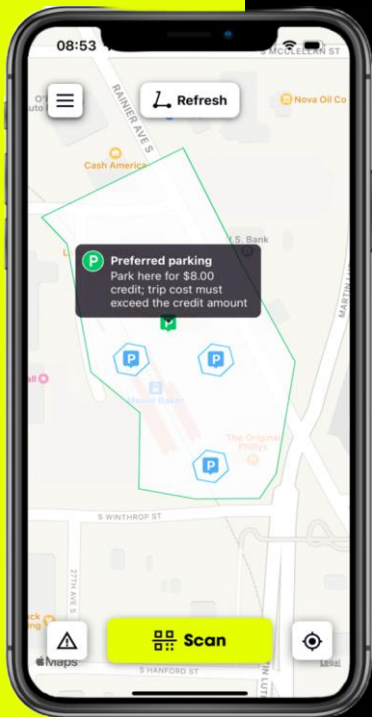 08:53
S MCCLELLAN ST
RAINIER AVE S
Refresh
Nova Oil Co
Cash America
U.S. Bank
P
Preferred parking
Park here for $8.00
credit; trip cost must
exceed the credit amount
MARTIN
P
P
Mount Baker
The Original
Phillys
P
S WINTHROP ST
27TH AVE S
Scan
Maps
S HANFORD ST
Legal